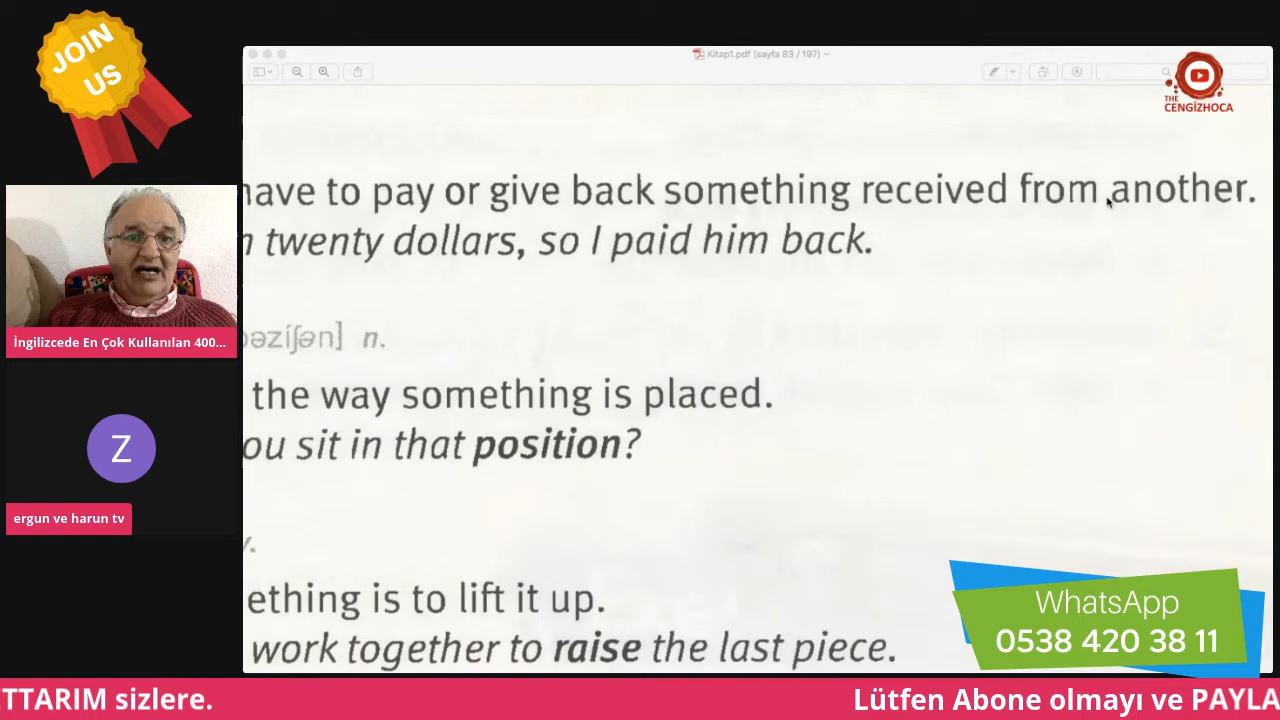 JOIN
US
Kitap1.pdf (sayfa 83 / 197)
THE
CENGİZHOCA
have to pay or give back something received from another.
twenty dollars, so I paid him back.
pəzíʃən] n.
the way something is placed.
ou sit in that position?
v.
ething is to lift it up.
work together to raise the last piece.
İngilizcede En Çok Kullanılan 400...
Z
ergun ve harun tv
WhatsApp
0538 420 38 11
TTARIM sizlere.
Lütfen Abone olmayı ve PAYLA